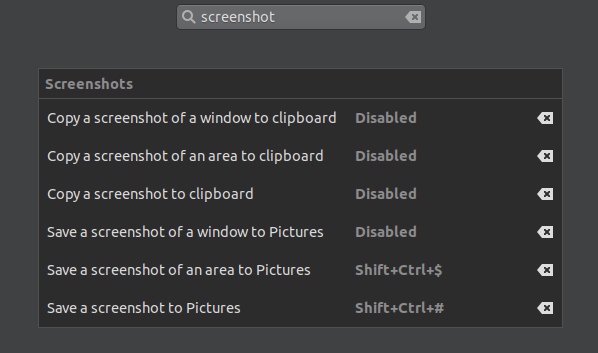 screenshot
Screenshots
Copy a screenshot of a window to clipboard Disabled
Copy a screenshot of an area to clipboard Disabled
Copy a screenshot to clipboard Disabled
Save a screenshot of a window to Pictures Disabled
Save a screenshot of an area to Pictures Shift+Ctrl+$
Save a screenshot to Pictures Shift+Ctrl+#